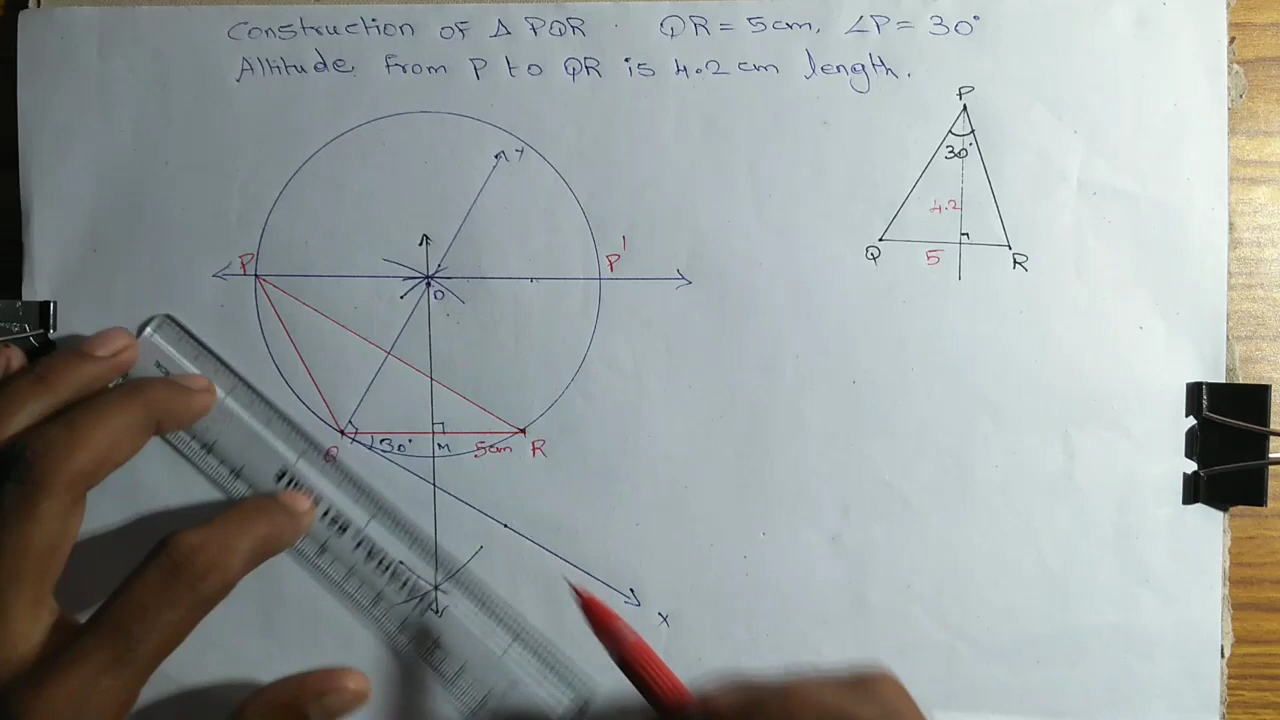 Construction of Δ PQR. QR = 5cm, ∠P = 30°
Altitude from P to QR is 4.2 cm length.
P
30°
4.2
Q 5 R
Y
P P'
O
∠30° M 5cm R
Q
X